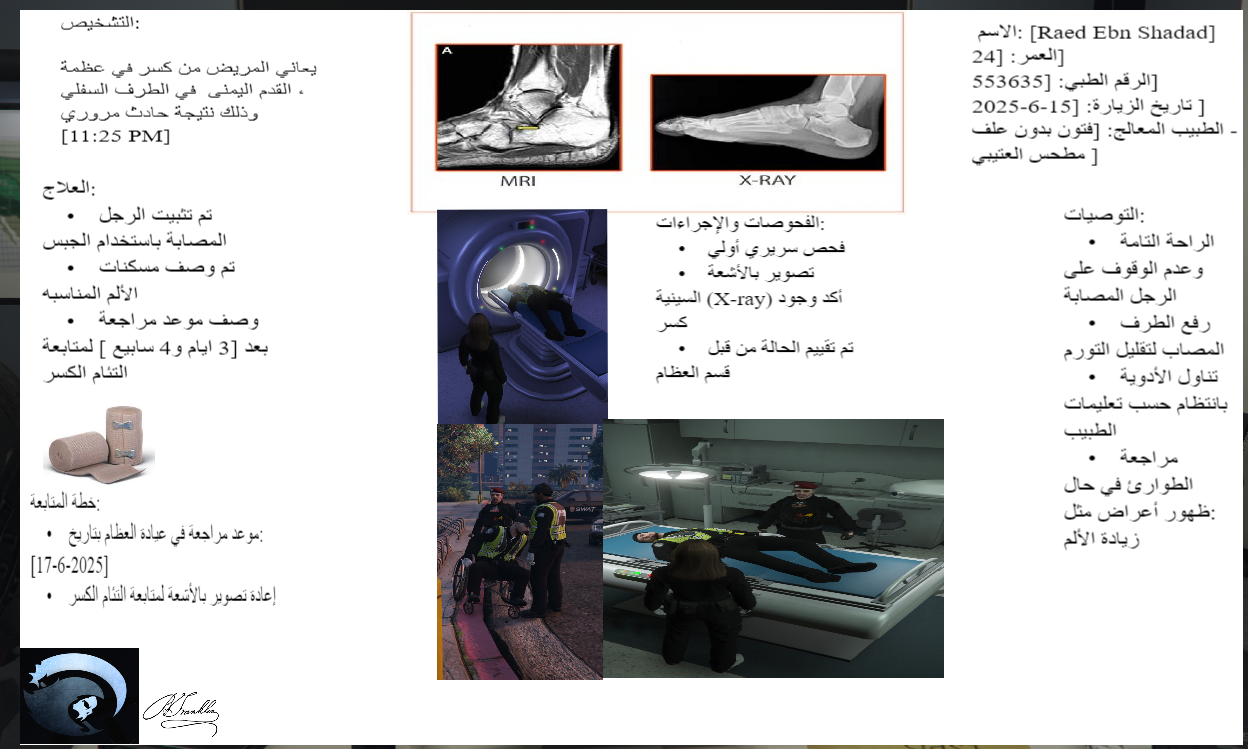 الاسم: [Raed Ebn Shadad]
العمر: [24]
الرقم الطبي: [553635]
تاريخ الزيارة: [15-6-2025 ]
- الطبيب المعالج: [فتون بدون علف
مطحس العتيبي ]
A
MRI
X-RAY
التشخيص:
يعاني المريض من كسر في عظمة
القدم اليمنى في الطرف السفلي ،
وذلك نتيجة حادث مروري
[11:25 PM]
التوصيات:
• الراحة التامة
وعدم الوقوف على
الرجل المصابة
• رفع الطرف
المصاب لتقليل التورم
• تناول الأدوية
بانتظام حسب تعليمات
الطبيب
• مراجعة
الطوارئ في حال
ظهور أعراض مثل:
زيادة الألم
الفحوصات والإجراءات:
• فحص سريري أولي
• تصوير بالأشعة
السينية (X-ray) أكد وجود
كسر
• تم تقييم الحالة من قبل
قسم العظام
العلاج:
• تم تثبيت الرجل
المصابة باستخدام الجبس
• تم وصف مسكنات
الألم المناسبه
• وصف موعد مراجعة
بعد [3 ايام و4 سابيع ] لمتابعة
التئام الكسر
خطة المتابعة:
• موعد مراجعة في عيادة العظام بتاريخ:
[17-6-2025]
• إعادة تصوير بالأشعة لمتابعة التئام الكسر
SWAT